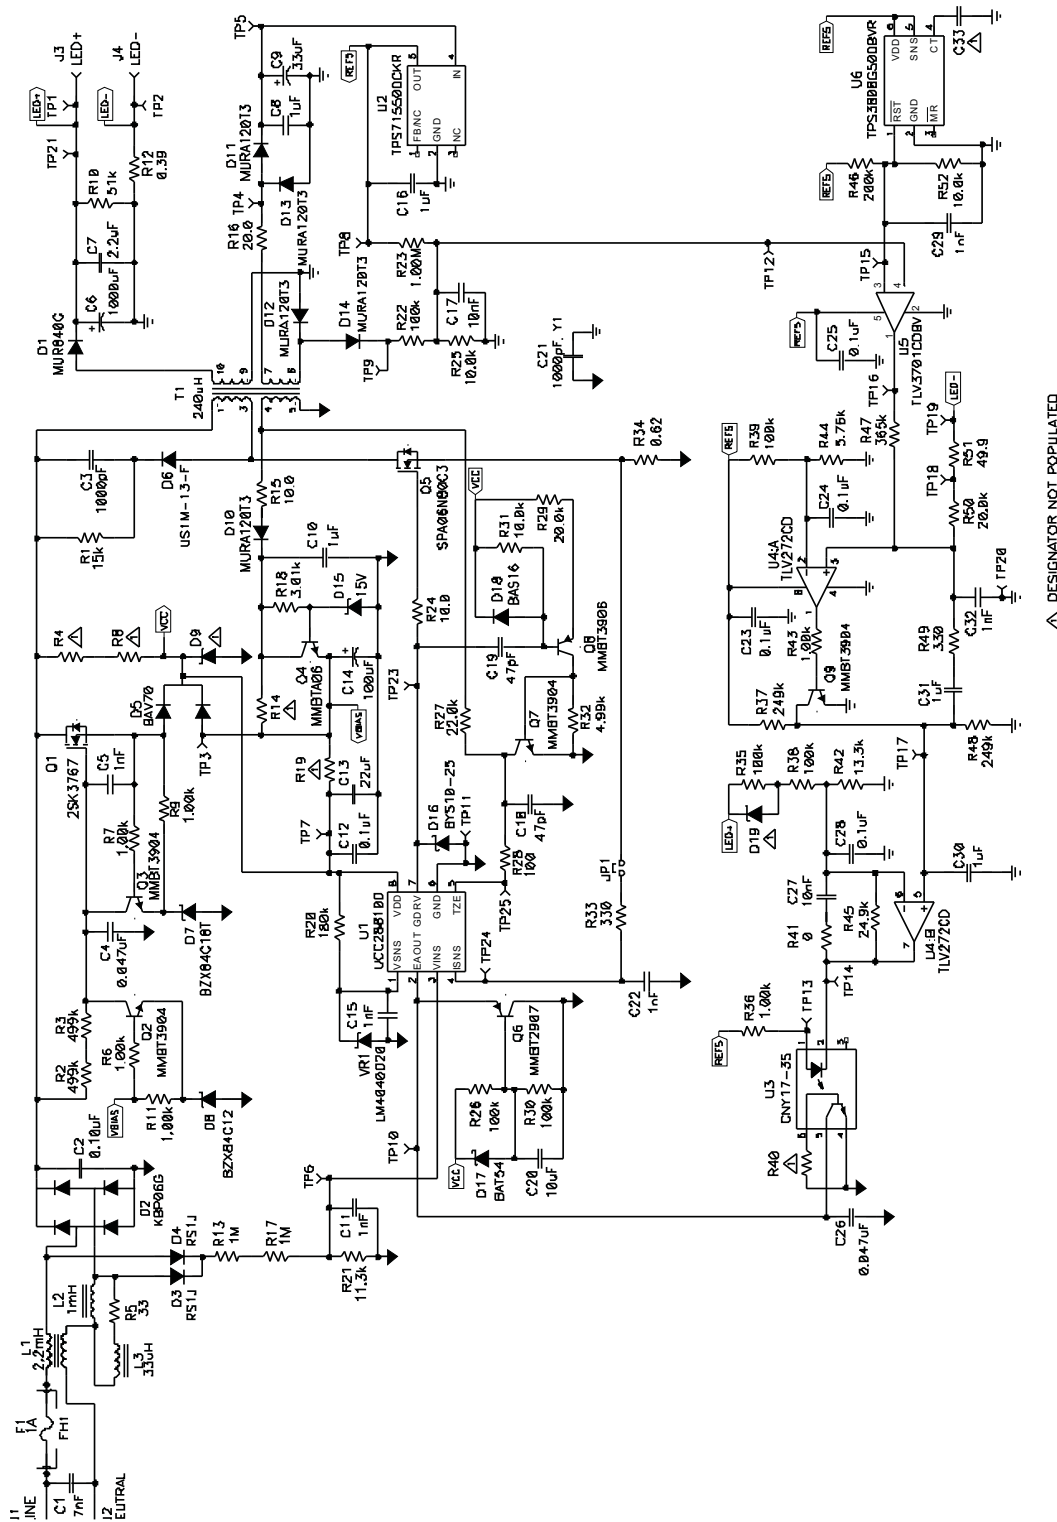 J3
LED+
J4
LED-
LED+
TP1
LED-
TP2
TP21
R12
0.39
R10
51k
C7
2.2uF
C6
1000uF
D1
MUR840G
TP5
C9
33uF
C8
1uF
D11
MURA120T3
D13
MURA120T3
TP4
R16
20.0
D12
MURA120T3
REF5
U2
TPS71550DCKR
OUT
IN
FB/NC
GND
NC
C16
1uF
TP8
R23
1.00M
D14
MURA120T3
R22
100k
C17
10nF
R25
10.0k
TP9
C21
1000pF, Y1
T1
240uH
REF5
VDD
SNS
CT
C33
U6
RST
GND
MR
REF5
R46
200k
R52
10.0k
C29
1nF
TP12
TP15
REF5
C25
0.1uF
U5
TLV3701CDBV
TP16
R47
365k
TP19
LED-
R51
49.9
TP18
R50
20.0k
TP20
C32
1nF
R49
330
C31
1uF
R48
249k
TP17
REF5
R39
100k
R44
5.76k
C24
0.1uF
U4:A
TLV272CD
C23
0.1uF
R43
1.00k
Q9
MMBT3904
R37
249k
LED+
D19
R35
100k
R38
100k
R42
13.3k
C28
0.1uF
C30
1uF
C27
10nF
R45
24.9k
R41
0
U4:B
TLV272CD
TP14
TP13
R36
1.00k
REF5
U3
CNY17-35
R40
C26
0.047uF
C3
1000pF
D6
US1M-13-F
R1
15k
R15
10.0
D10
MURA120T3
C10
1uF
R18
3.01k
D15
15V
Q4
MMBTA06
C14
100uF
VBIAS
R14
R19
C13
22uF
C12
0.1uF
TP7
R4
R8
VCC
D9
D5
BAV70
TP3
Q1
2SK3767
C5
1nF
R7
1.00k
R9
1.00k
Q3
MMBT3904
C4
0.047uF
D7
BZX84C18T
R3
499k
R2
499k
Q2
MMBT3904
R6
1.00k
R11
1.00k
VBIAS
D8
BZX84C12
C2
0.10uF
D2
KBP06G
D4
RS1J
D3
RS1J
R13
1M
R17
1M
R21
11.3k
C11
1nF
TP6
L2
1mH
R5
33
L3
33uH
L1
2.2mH
F1
1A
FH1
C1
7nF
J1
INE
J2
EUTRAL
Q5
SPA06N80C3
R34
0.62
VCC
R31
10.0k
R29
20.0k
D18
BAS16
Q8
MMBT3906
C19
47pF
R24
10.0
TP23
R27
22.0k
Q7
MMBT3904
R32
4.99k
C18
47pF
R28
100
TP25
D16
BYS10-25
TP11
JP1
R33
330
C22
1nF
U1
UCC28810D
VSNS
VDD
EAOUT
GDRV
VINS
GND
ISNS
TZE
R20
180k
C15
1nF
VR1
LM4040D20
TP24
Q6
MMBT2907
R26
100k
R30
100k
C20
10uF
D17
BAT54
VCC
TP10
DESIGNATOR NOT POPULATED